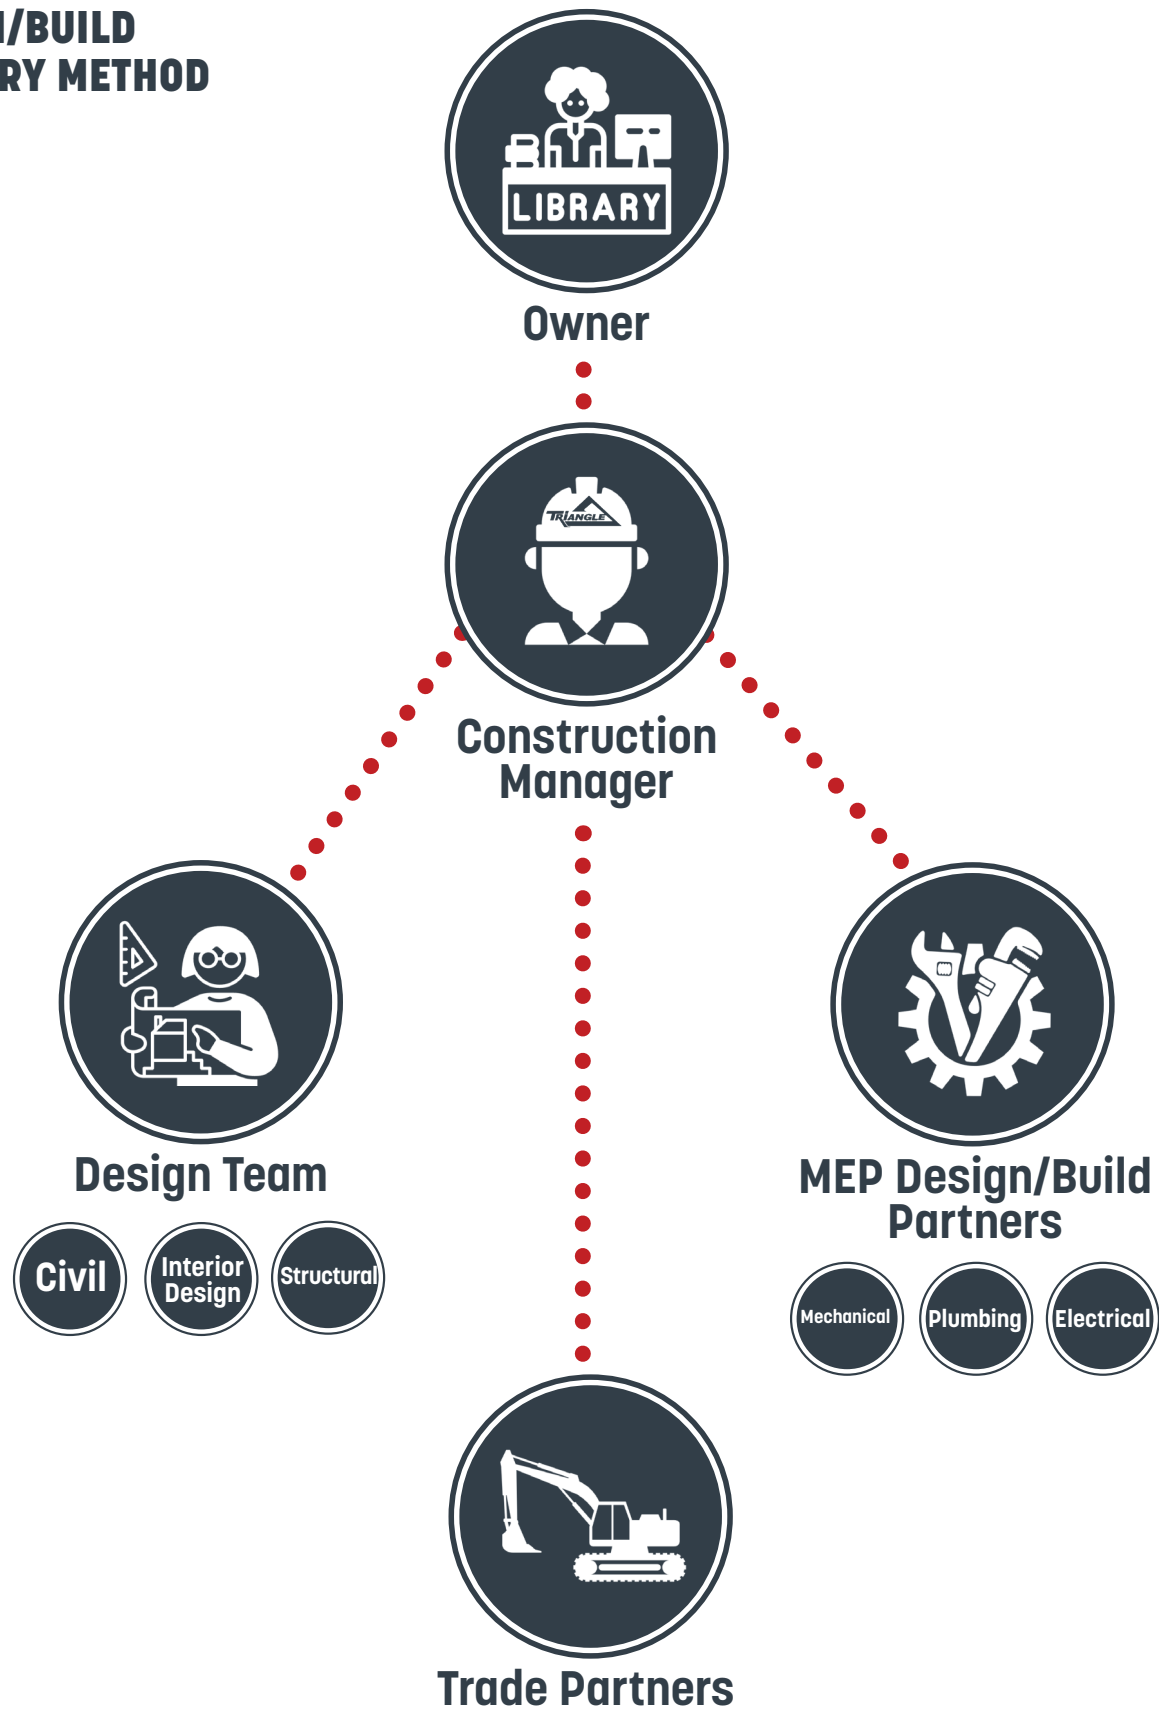 /BUILD
RY METHOD
LIBRARY
Owner
TRIANGLE
Construction
Manager
Design Team
Civil
Interior
Design
Structural
MEP Design/Build
Partners
Mechanical
Plumbing
Electrical
Trade Partners